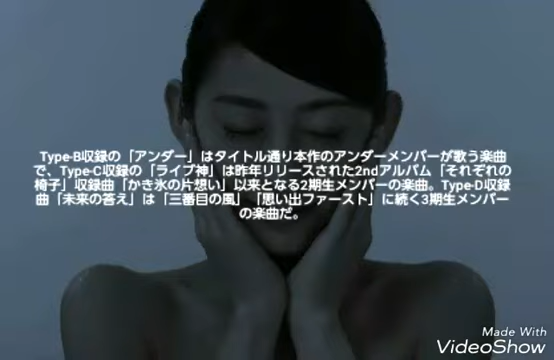 Type-B収録の「アンダー」はタイトル通り本作のアンダーメンバーが歌う楽曲
で、Type-C収録の「ライブ神」は昨年リリースされた2ndアルバム「それぞれの
椅子」収録曲「かき氷の片想い」以来となる2期生メンバーの楽曲。Type-D収録
曲「未来の答え」は「三番目の風」「思い出ファースト」に続く3期生メンバー
の楽曲だ。
Made With
VideoShow